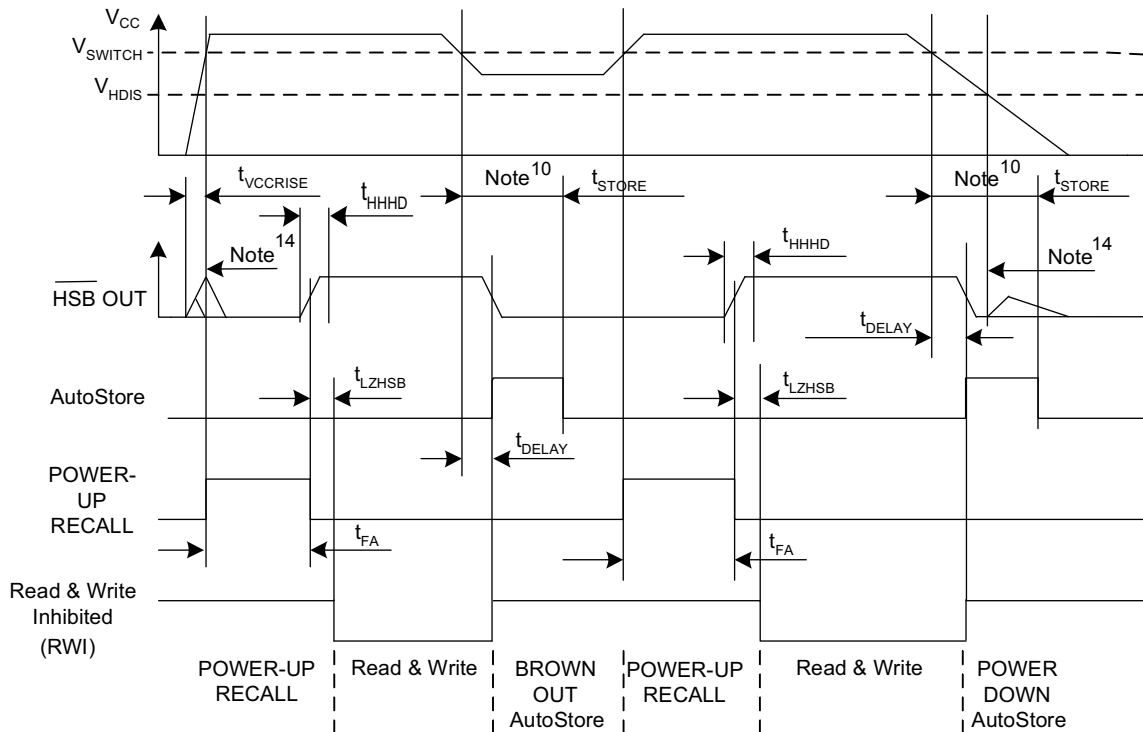 VCC
VSWITCH
VHDIS
tVCCRISE
Note10
tSTORE
Note10
tSTORE
tHHHD
Note14
tHHHD
Note14
HSB OUT
tDELAY
tLZHSB
tLZHSB
AutoStore
tDELAY
POWER-
UP
RECALL
tFA
tFA
Read & Write
Inhibited
(RWI)
POWER-UP
RECALL
Read & Write
BROWN
OUT
AutoStore
POWER-UP
RECALL
Read & Write
POWER
DOWN
AutoStore